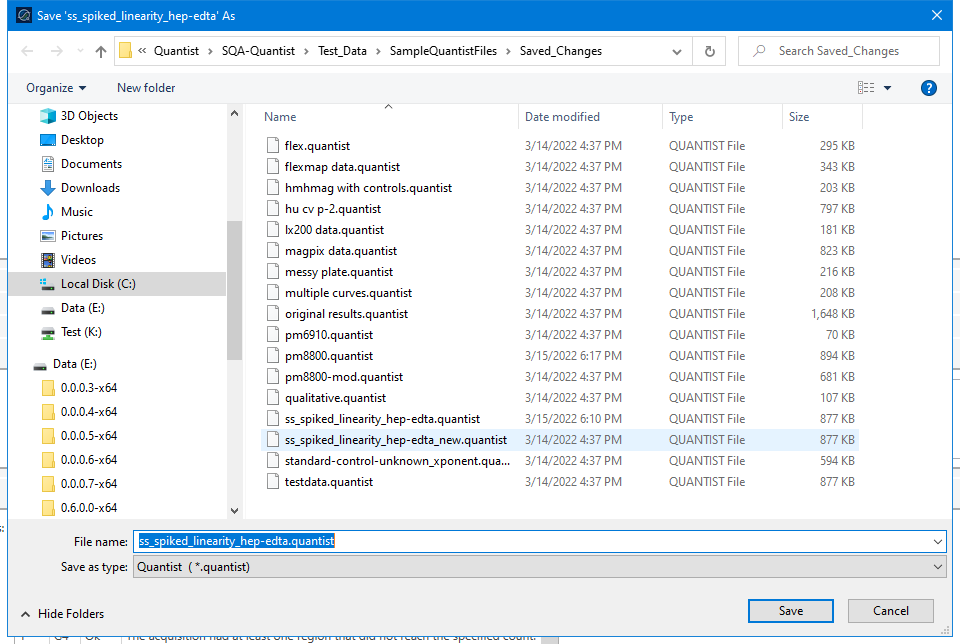 Save 'ss_spiked_linearity_hep-edta' As
« Quantist > SQA-Quantist > Test_Data > SampleQuantistFiles > Saved_Changes
Search Saved_Changes
Organize New folder ?
3D Objects
Desktop
Documents
Downloads
Music
Pictures
Videos
Local Disk (C:)
Data (E:)
Test (K:)
Data (E:)
0.0.0.3-x64
0.0.0.4-x64
0.0.0.5-x64
0.0.0.6-x64
0.0.0.7-x64
0.6.0.0-x64
Name Date modified Type Size
flex.quantist 3/14/2022 4:37 PM QUANTIST File 295 KB
flexmap data.quantist 3/14/2022 4:37 PM QUANTIST File 343 KB
hmhmag with controls.quantist 3/14/2022 4:37 PM QUANTIST File 203 KB
hu cv p-2.quantist 3/14/2022 4:37 PM QUANTIST File 797 KB
lx200 data.quantist 3/14/2022 4:37 PM QUANTIST File 181 KB
magpix data.quantist 3/14/2022 4:37 PM QUANTIST File 823 KB
messy plate.quantist 3/14/2022 4:37 PM QUANTIST File 216 KB
multiple curves.quantist 3/14/2022 4:37 PM QUANTIST File 208 KB
original results.quantist 3/14/2022 4:37 PM QUANTIST File 1,648 KB
pm6910.quantist 3/14/2022 4:37 PM QUANTIST File 70 KB
pm8800.quantist 3/15/2022 6:17 PM QUANTIST File 894 KB
pm8800-mod.quantist 3/14/2022 4:37 PM QUANTIST File 681 KB
qualitative.quantist 3/14/2022 4:37 PM QUANTIST File 107 KB
ss_spiked_linearity_hep-edta.quantist 3/15/2022 6:10 PM QUANTIST File 877 KB
ss_spiked_linearity_hep-edta_new.quantist 3/14/2022 4:37 PM QUANTIST File 877 KB
standard-control-unknown_xponent.qua... 3/14/2022 4:37 PM QUANTIST File 594 KB
testdata.quantist 3/14/2022 4:37 PM QUANTIST File 877 KB
File name: ss_spiked_linearity_hep-edta.quantist
Save as type: Quantist ( *.quantist)
Hide Folders Save Cancel
The acquisition had at least one region that did not reach the specified count.